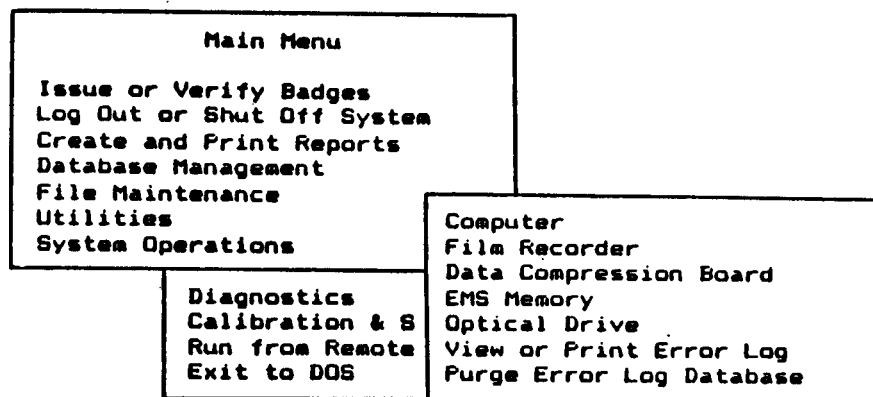 Main Menu
Issue or Verify Badges
Log Out or Shut Off System
Create and Print Reports
Database Management
File Maintenance
Utilities
System Operations
Diagnostics
Calibration & S
Run from Remote
Exit to DOS
Computer
Film Recorder
Data Compression Board
EMS Memory
Optical Drive
View or Print Error Log
Purge Error Log Database